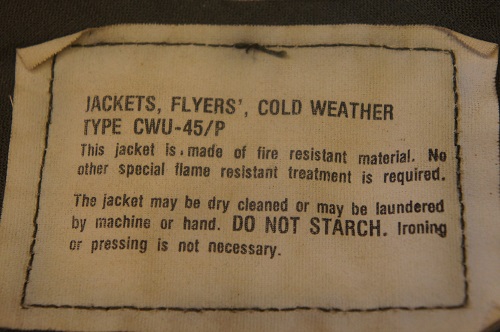 JACKETS, FLYERS', COLD WEATHER
TYPE CWU-45/P
This jacket is made of fire resistant material. No
other special flame resistant treatment is required.
The jacket may be dry cleaned or may be laundered
by machine or hand. DO NOT STARCH. Ironing
or pressing is not necessary.